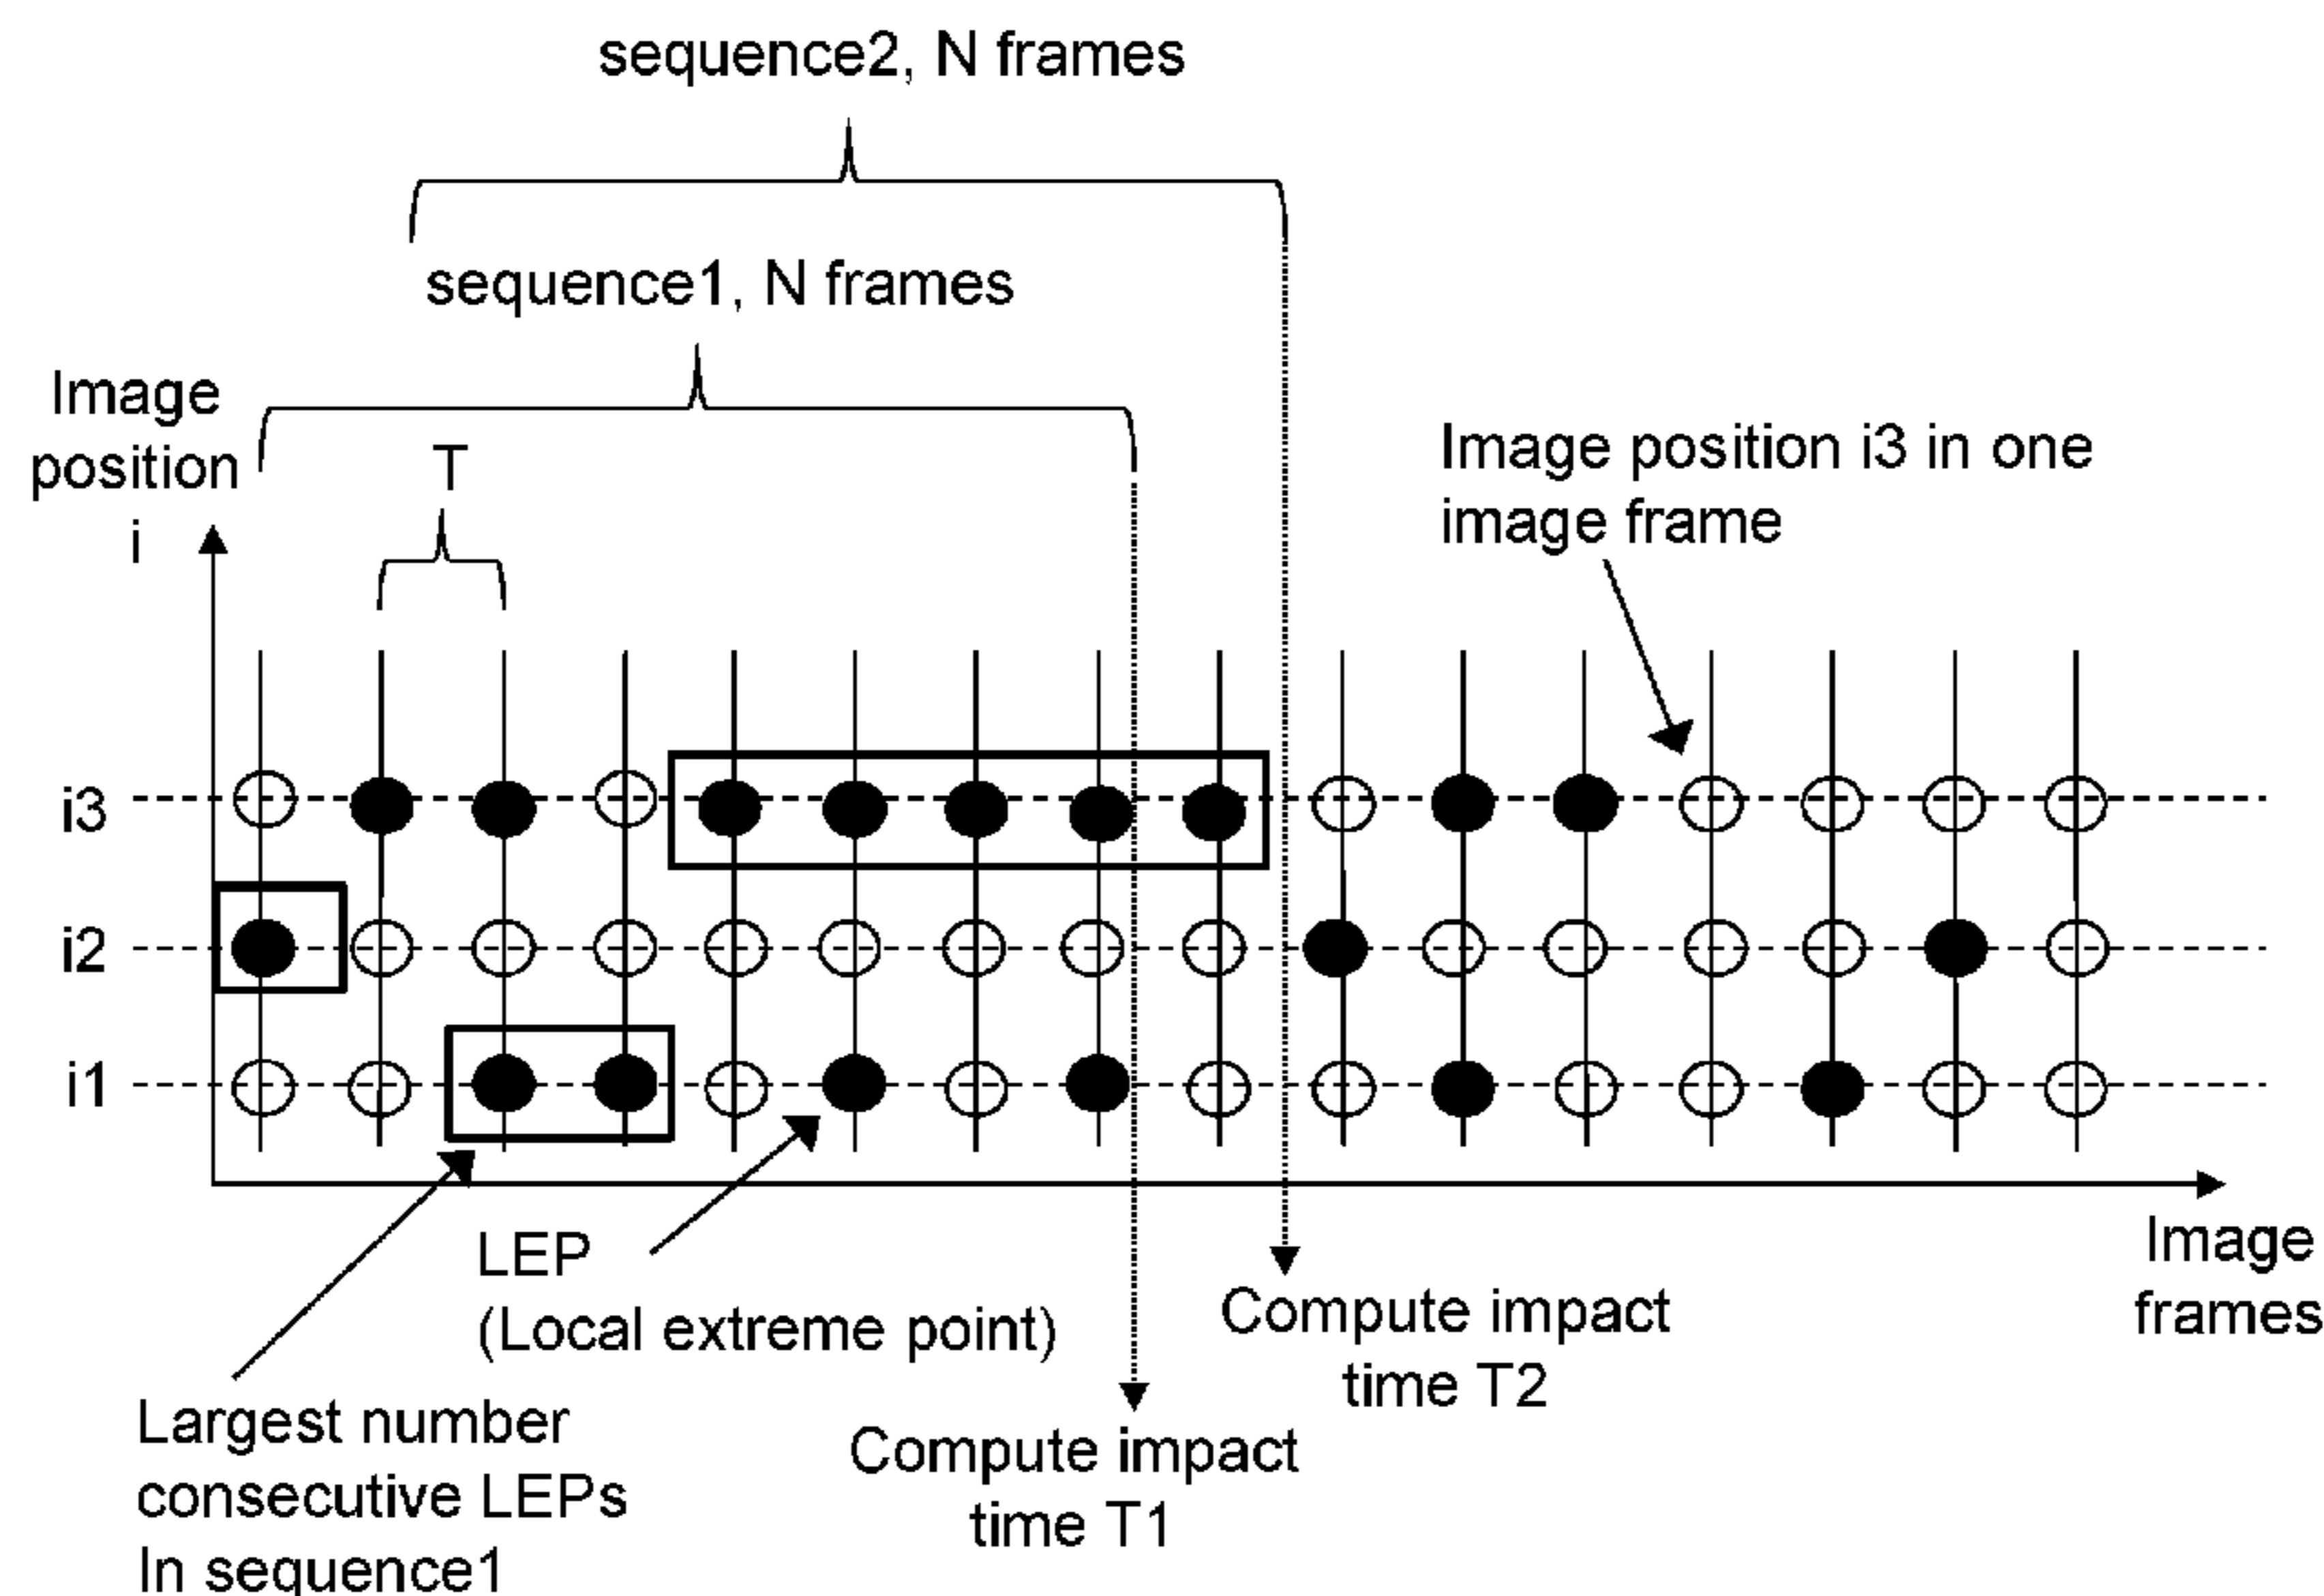 sequence2, N frames
sequence1, N frames
Image
position
i
T
Image position i3 in one
image frame
i3
i2
i1
LEP
(Local extreme point)
Image
frames
Compute impact
time T2
Largest number
consecutive LEPs
In sequence1
Compute impact
time T1